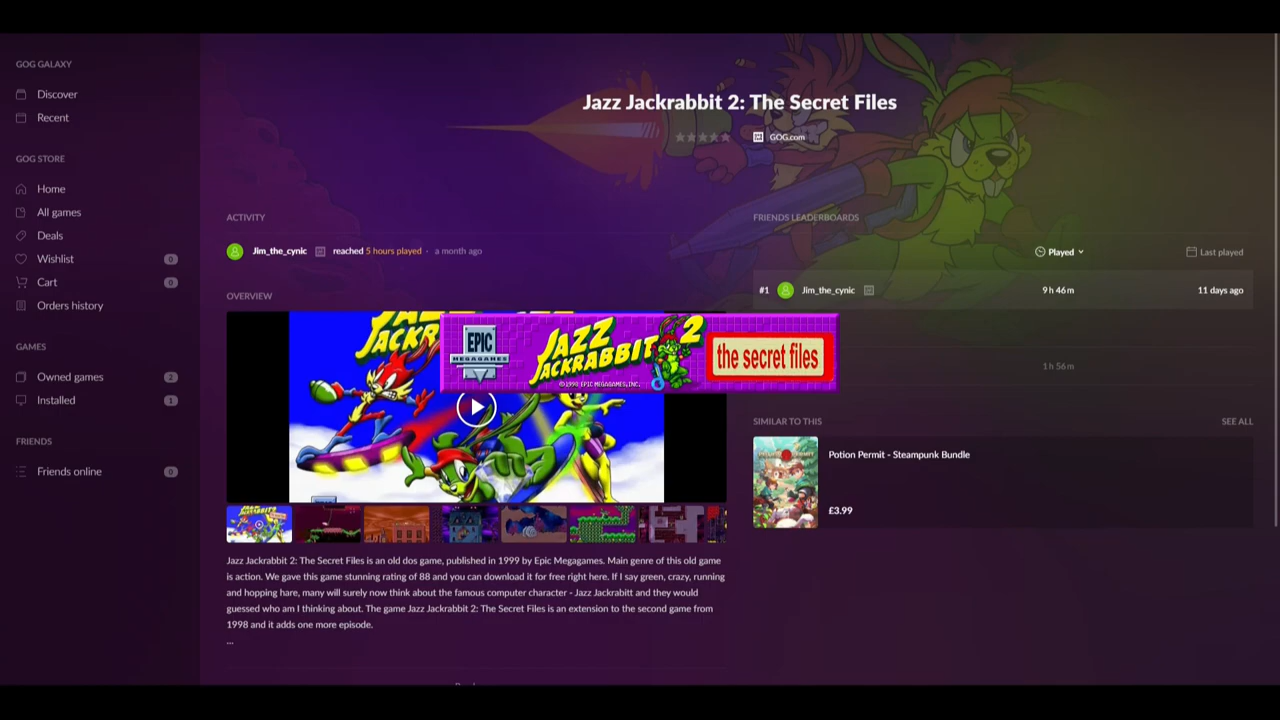 GOG GALAXY
Discover
Recent
GOG STORE
Home
All games
Deals
Wishlist 0
Cart 0
Orders history
GAMES
Owned games 2
Installed 1
FRIENDS
Friends online 0
Jazz Jackrabbit 2: The Secret Files
GOG.com
ACTIVITY
Jim_the_cynic reached 5 hours played · a month ago
OVERVIEW
JAZZ
JACKR
EPIC
MEGAGAMES
JAZZ
JACKRABBIT 2
©1998 EPIC MEGAGAMES, INC.
the secret files
Jazz Jackrabbit 2: The Secret Files is an old dos game, published in 1999 by Epic Megagames. Main genre of this old game
is action. We gave this game stunning rating of 88 and you can download it for free right here. If I say green, crazy, running
and hopping hare, many will surely now think about the famous computer character - Jazz Jackrabitt and they would
guessed who am I thinking about. The game Jazz Jackrabbit 2: The Secret Files is an extension to the second game from
1998 and it adds one more episode.
...
FRIENDS LEADERBOARDS
Played
Last played
#1 Jim_the_cynic 9 h 46 m 11 days ago
1 h 56 m
SIMILAR TO THIS
SEE ALL
Potion Permit - Steampunk Bundle
£3.99